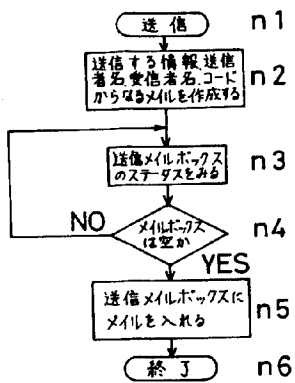 送信 n1
送信する情報、送信
者名、受信者名、コード
からなるメイルを作成する
n2
送信メイルボックス
のステータスをみる
n3
メイルボックス
は空か
n4
NO
YES
送信メイルボックスに
メイルを入れる
n5
終了 n6